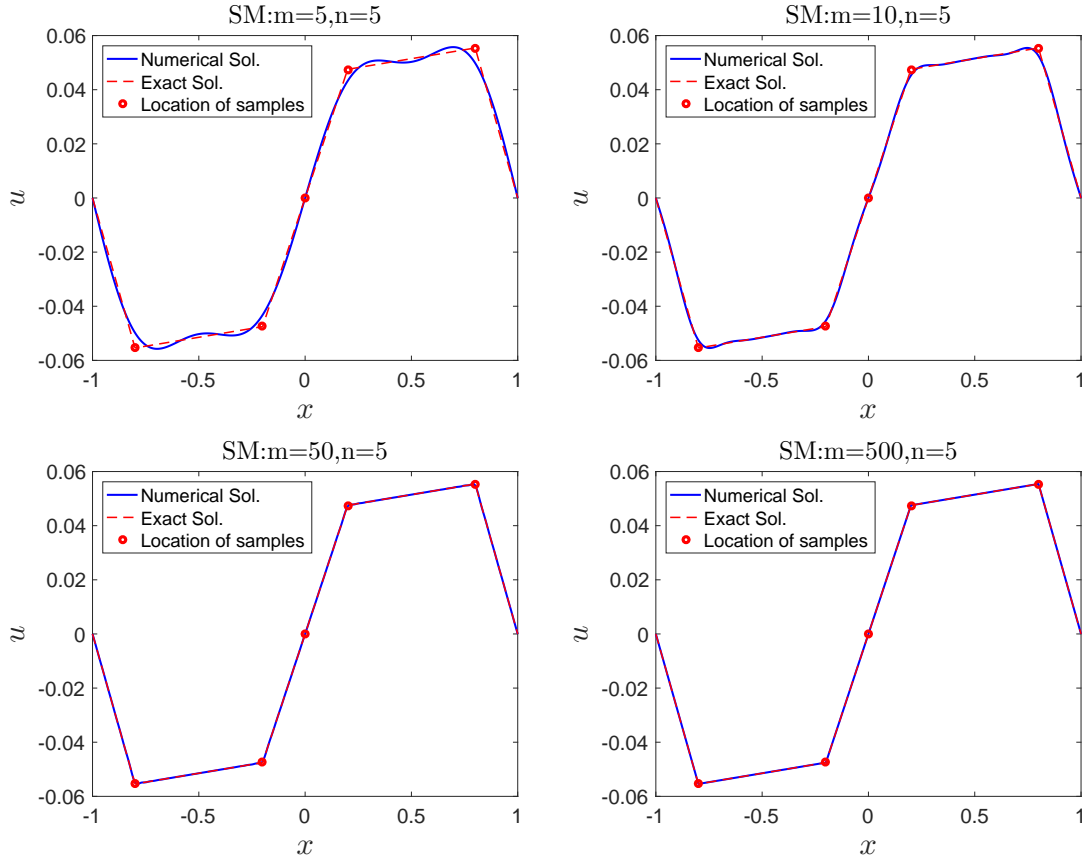 SM:m=5,n=5
0.06
0.04
0.02
0
-0.02
-0.04
-0.06
u
Numerical Sol.
Exact Sol.
Location of samples
-1
-0.5
0
0.5
1
x
SM:m=10,n=5
0.06
0.04
0.02
0
-0.02
-0.04
-0.06
u
Numerical Sol.
Exact Sol.
Location of samples
-1
-0.5
0
0.5
1
x
SM:m=50,n=5
0.06
0.04
0.02
0
-0.02
-0.04
-0.06
u
Numerical Sol.
Exact Sol.
Location of samples
-1
-0.5
0
0.5
1
x
SM:m=500,n=5
0.06
0.04
0.02
0
-0.02
-0.04
-0.06
u
Numerical Sol.
Exact Sol.
Location of samples
-1
-0.5
0
0.5
1
x